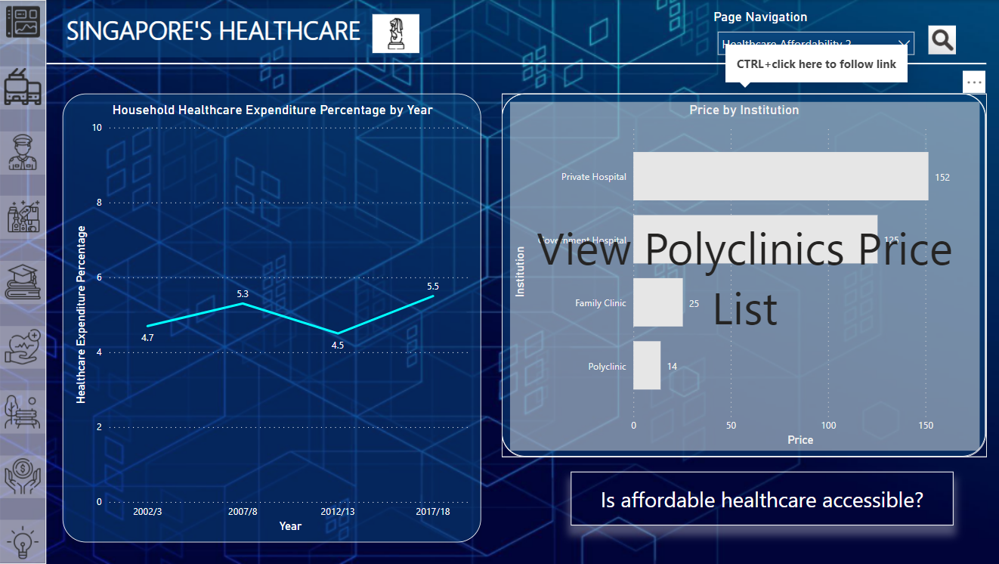 SINGAPORE'S HEALTHCARE
Page Navigation
Healthcare Affordability 2
CTRL+click here to follow link
Household Healthcare Expenditure Percentage by Year
10
8
6
4
2
0
Healthcare Expenditure Percentage
4.7
5.3
4.5
5.5
2002/3
2007/8
2012/13
2017/18
Year
Price by Institution
Institution
Private Hospital
152
Government Hospital
125
Family Clinic
25
Polyclinic
14
0
50
100
150
Price
View Polyclinics Price
List
Is affordable healthcare accessible?